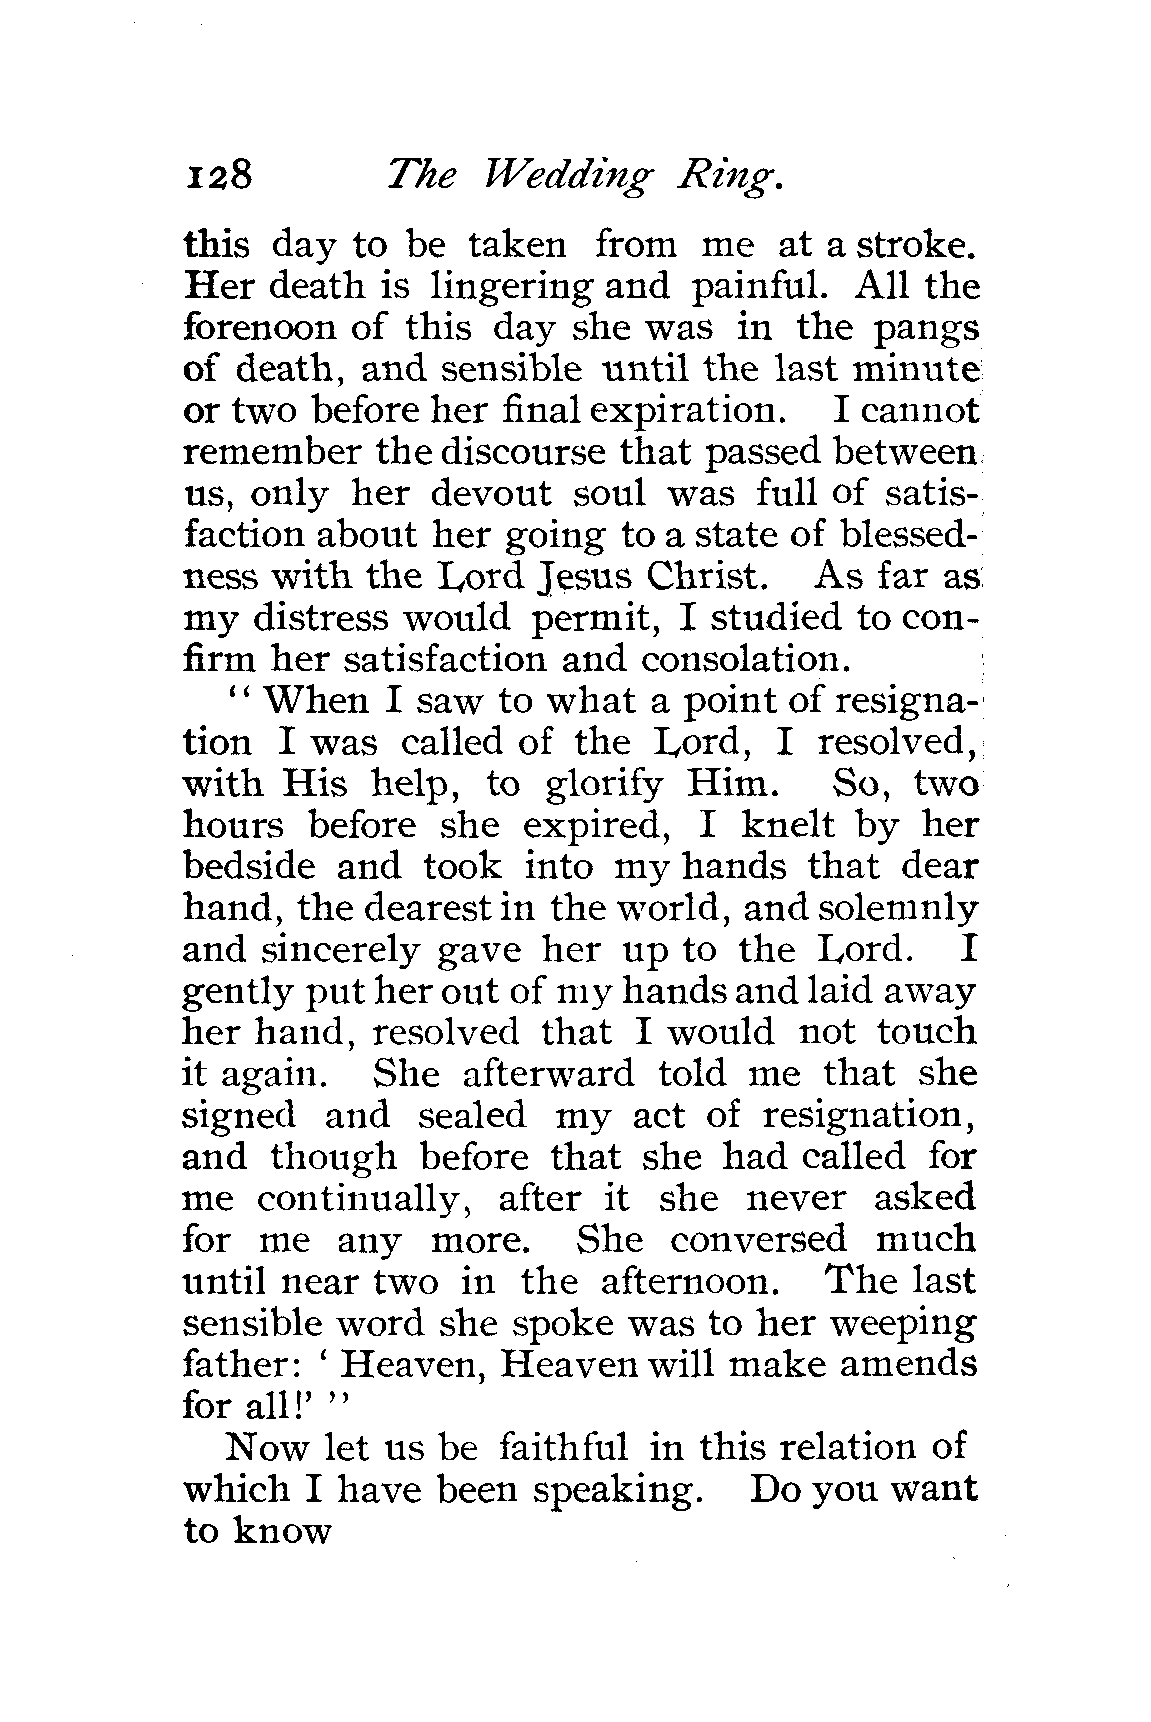 128 The Wedding Ring.
this day to be taken from me at a stroke.
Her death is lingering and painful. All the
forenoon of this day she was in the pangs
of death, and sensible until the last minute
or two before her final expiration. I cannot
remember the discourse that passed between
us, only her devout soul was full of satis-
faction about her going to a state of blessed-
ness with the Lord Jesus Christ. As far as
my distress would permit, I studied to con-
firm her satisfaction and consolation.
“ When I saw to what a point of resigna-
tion I was called of the Lord, I resolved,
with His help, to glorify Him. So, two
hours before she expired, I knelt by her
bedside and took into my hands that dear
hand, the dearest in the world, and solemnly
and sincerely gave her up to the Lord. I
gently put her out of my hands and laid away
her hand, resolved that I would not touch
it again. She afterward told me that she
signed and sealed my act of resignation,
and though before that she had called for
me continually, after it she never asked
for me any more. She conversed much
until near two in the afternoon. The last
sensible word she spoke was to her weeping
father: ‘ Heaven, Heaven will make amends
for all!’ ”
Now let us be faithful in this relation of
which I have been speaking. Do you want
to know